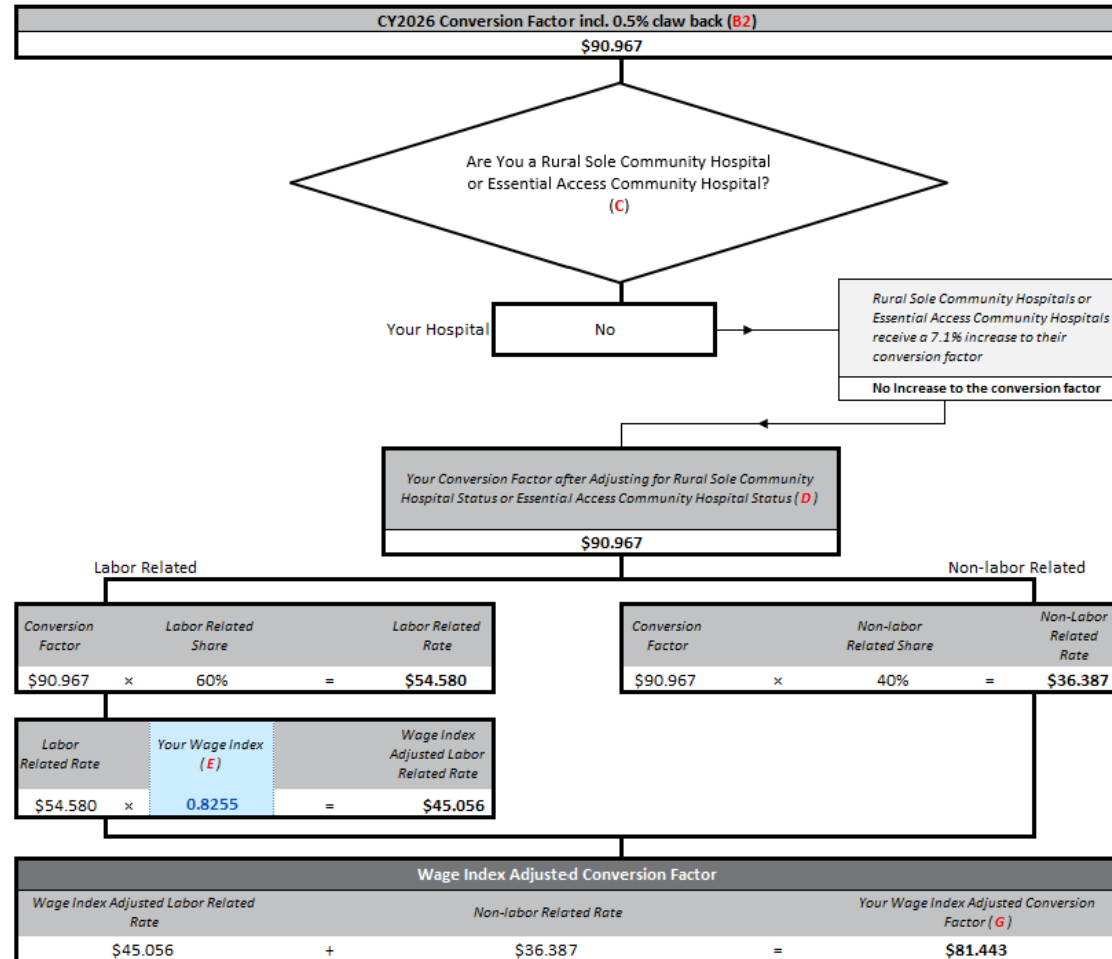 CY2026 Conversion Factor incl. 0.5% claw back (B2)
$90.967
Are You a Rural Sole Community Hospital
or Essential Access Community Hospital?
(C)
Your Hospital
No
Rural Sole Community Hospitals or
Essential Access Community Hospitals
receive a 7.1% increase to their
conversion factor
No Increase to the conversion factor
Your Conversion Factor after Adjusting for Rural Sole Community
Hospital Status or Essential Access Community Hospital Status (D)
$90.967
Labor Related
Non-labor Related
Conversion Factor Labor Related Share Labor Related Rate
$90.967 × 60% = $54.580
Conversion Factor Non-labor Related Share Non-Labor Related Rate
$90.967 × 40% = $36.387
Labor Related Rate Your Wage Index (E) Wage Index Adjusted Labor Related Rate
$54.580 × 0.8255 = $45.056
Wage Index Adjusted Conversion Factor
Wage Index Adjusted Labor Related Rate Non-labor Related Rate Your Wage Index Adjusted Conversion Factor (G)
$45.056 + $36.387 = $81.443